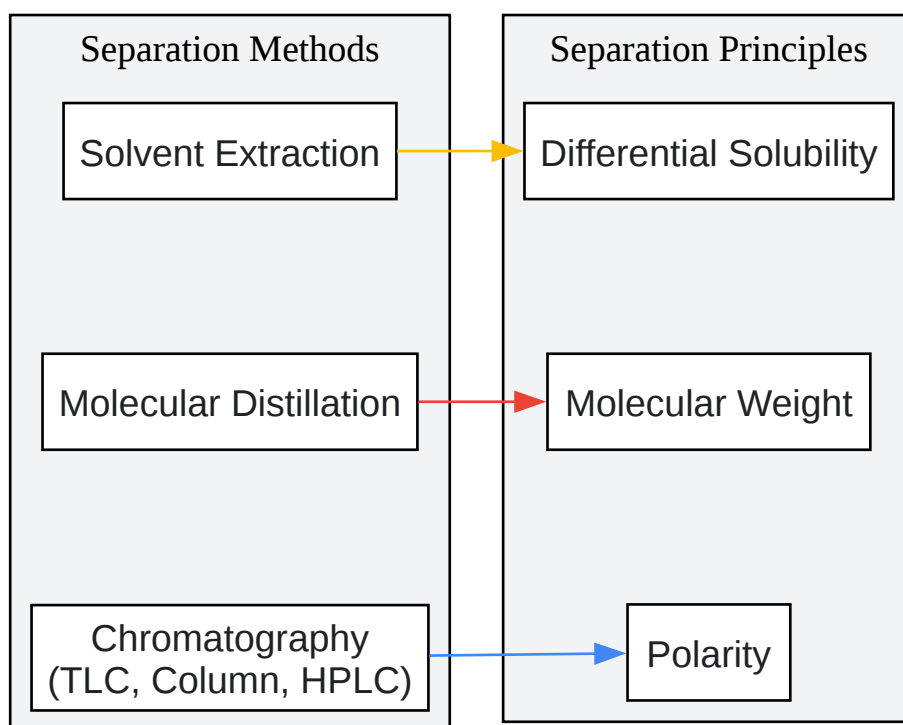 Separation Methods
Solvent Extraction
Molecular Distillation
Chromatography
(TLC, Column, HPLC)
Separation Principles
Differential Solubility
Molecular Weight
Polarity